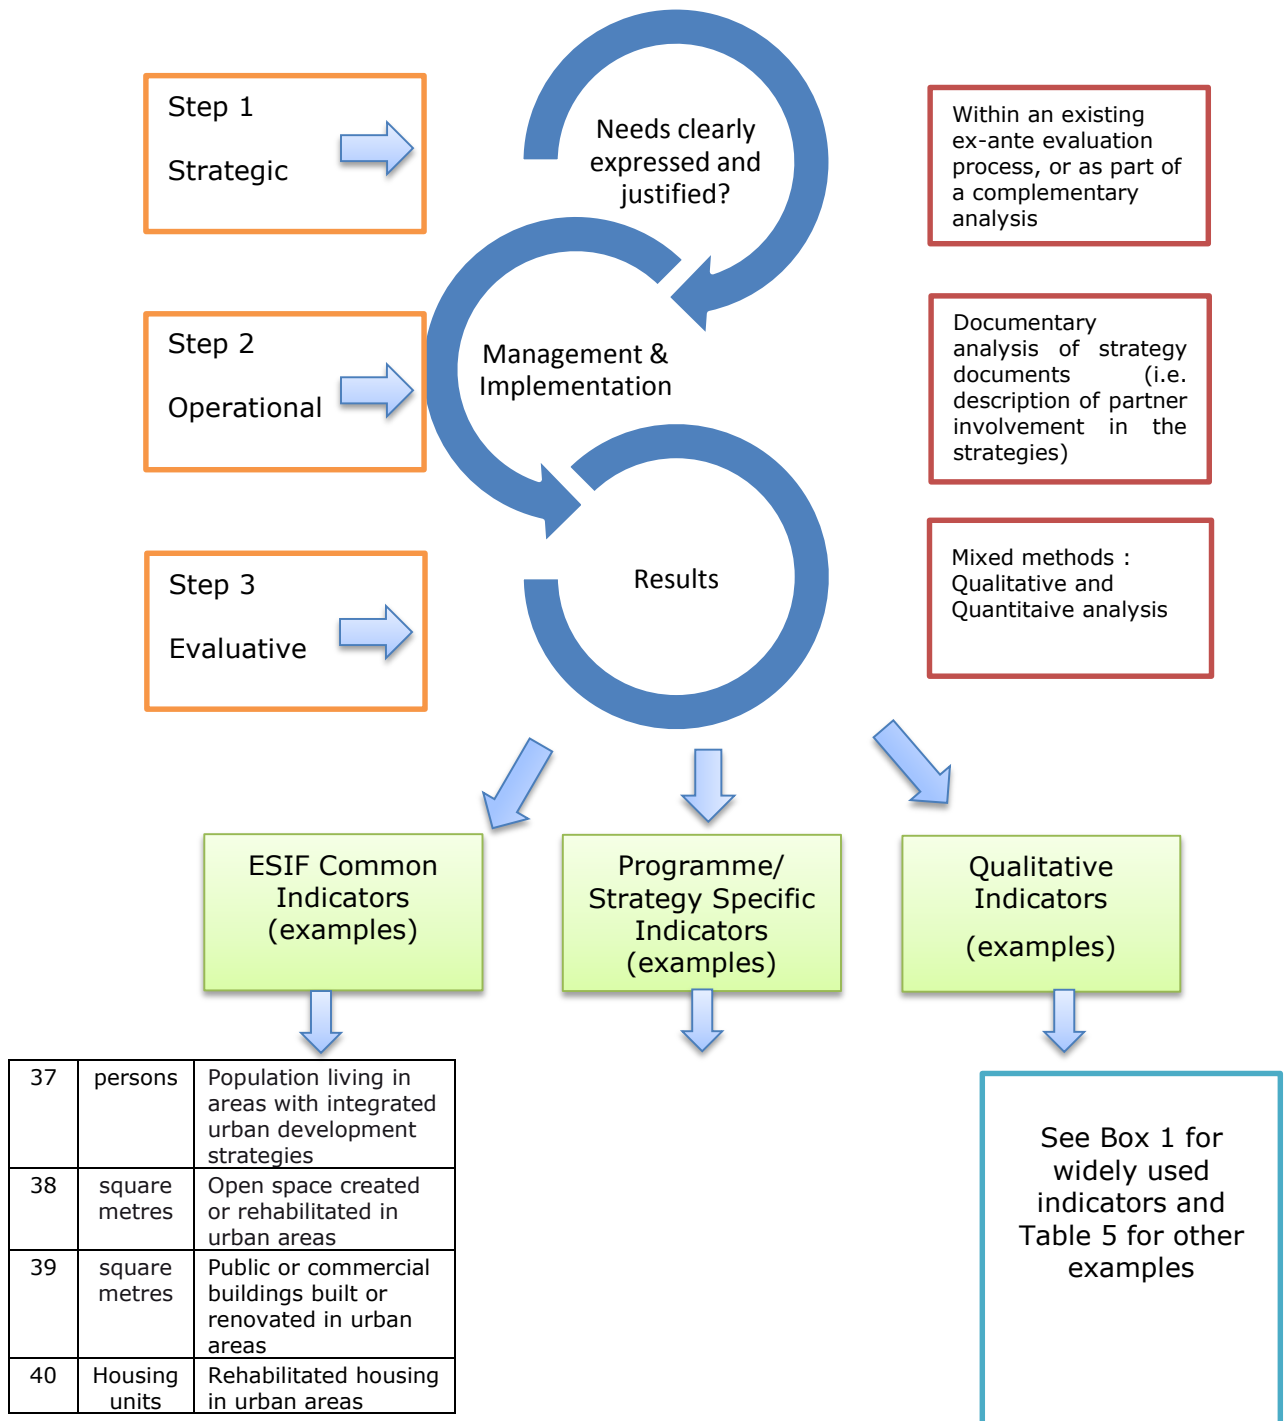 Step 1
Strategic
Needs clearly
expressed and
justified?
Within an existing
ex-ante evaluation
process, or as part of
a complementary
analysis
Step 2
Operational
Management &
Implementation
Documentary
analysis of strategy
documents (i.e.
description of partner
involvement in the
strategies)
Step 3
Evaluative
Results
Mixed methods :
Qualitative and
Quantitaive analysis
ESIF Common
Indicators
(examples)
Programme/
Strategy Specific
Indicators
(examples)
Qualitative
Indicators
(examples)
37 persons Population living in
areas with integrated
urban development
strategies
38 square Open space created
metres or rehabilitated in
urban areas
39 square Public or commercial
metres buildings built or
renovated in urban
areas
40 Housing Rehabilitated housing
units in urban areas
See Box 1 for
widely used
indicators and
Table 5 for other
examples